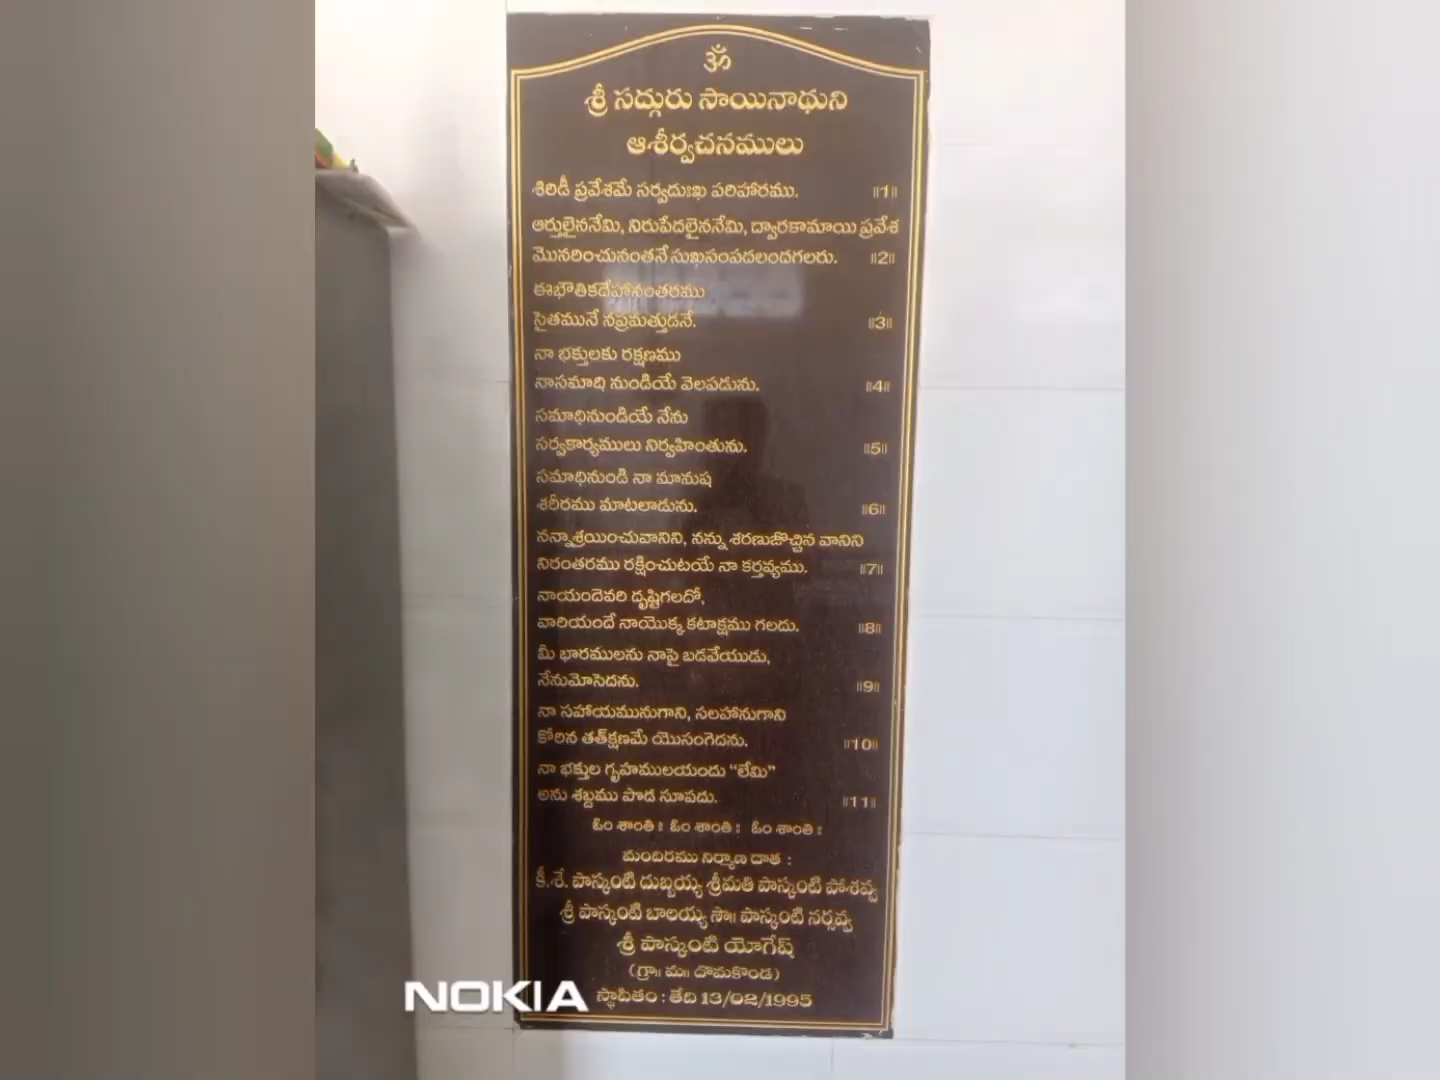 ॐ
శ్రీ సద్గురు సాయినాథుని
ఆశీర్వచనములు
శిరిడీ ప్రవేశమే సర్వదుఃఖ పరిహారము. ॥1॥
ఆర్తులైననేమి, నిరుపేదలైననేమి, ద్వారకామాయి ప్రవేశ
మొనరించునంతనే సుఖసంపదలందగలరు. ॥2॥
ఈభౌతికదేహానంతరము
సైతమునే నప్రమత్తుడనే. ॥3॥
నా భక్తులకు రక్షణము
నాసమాధి నుండియే వెలపడును. ॥4॥
సమాధినుండియే నేను
సర్వకార్యములు నిర్వహింతును. ॥5॥
సమాధినుండి నా మానుష
శరీరము మాటలాడును. ॥6॥
నన్నాశ్రయించువానిని, నన్ను శరణుజొచ్చిన వానిని
నిరంతరము రక్షించుటయే నా కర్తవ్యము. ॥7॥
నాయందెవరి దృష్టిగలదో,
వారియందే నాయొక్క కటాక్షము గలదు. ॥8॥
మీ భారములను నాపై బడవేయుడు,
నేనుమోసెదను. ॥9॥
నా సహాయమునుగాని, సలహానుగాని
కోరిన తత్‌క్షణమే యొసంగెదను. ॥10॥
నా భక్తుల గృహములయందు "లేమి"
అను శబ్దము పొడ సూపదు. ॥11॥
ఓం శాంతి ః ఓం శాంతి ః ఓం శాంతి ః
మందిరము నిర్మాణ దాత :
కీ.శే. పాస్కంటి దుబ్బయ్య శ్రీమతి పాస్కంటి పోశవ్వ
శ్రీ పాస్కంటి బాలయ్య సౌ॥ పాస్కంటి నర్సవ్వ
శ్రీ పాస్కంటి యోగేష్
(గ్రా॥ మ॥ దొమకొండ)
స్థాపితం : తేది 13/02/1995
NOKIA